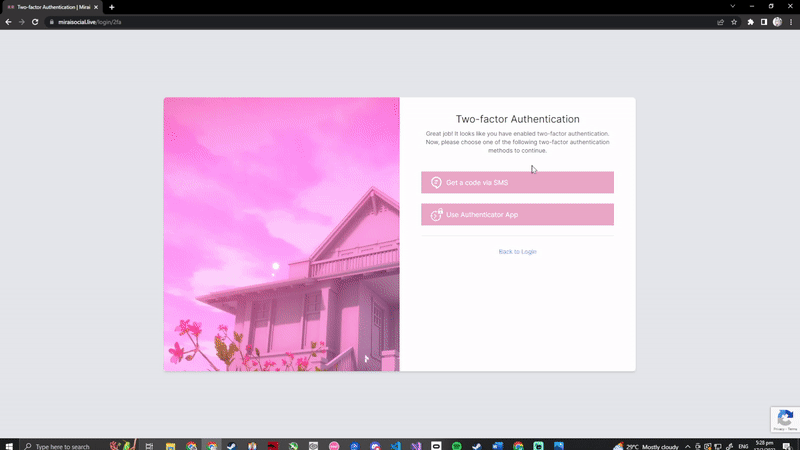 Two-factor Authentication | Mirai
miraisocial.live/login/2fa
Two-factor Authentication
Great job! It looks like you have enabled two-factor authentication.
Now, please choose one of the following two-factor authentication
methods to continue.
Get a code via SMS
Use Authenticator App
Back to Login
Privacy - Terms
Type here to search
29°C Mostly cloudy
ENG
5:28 pm